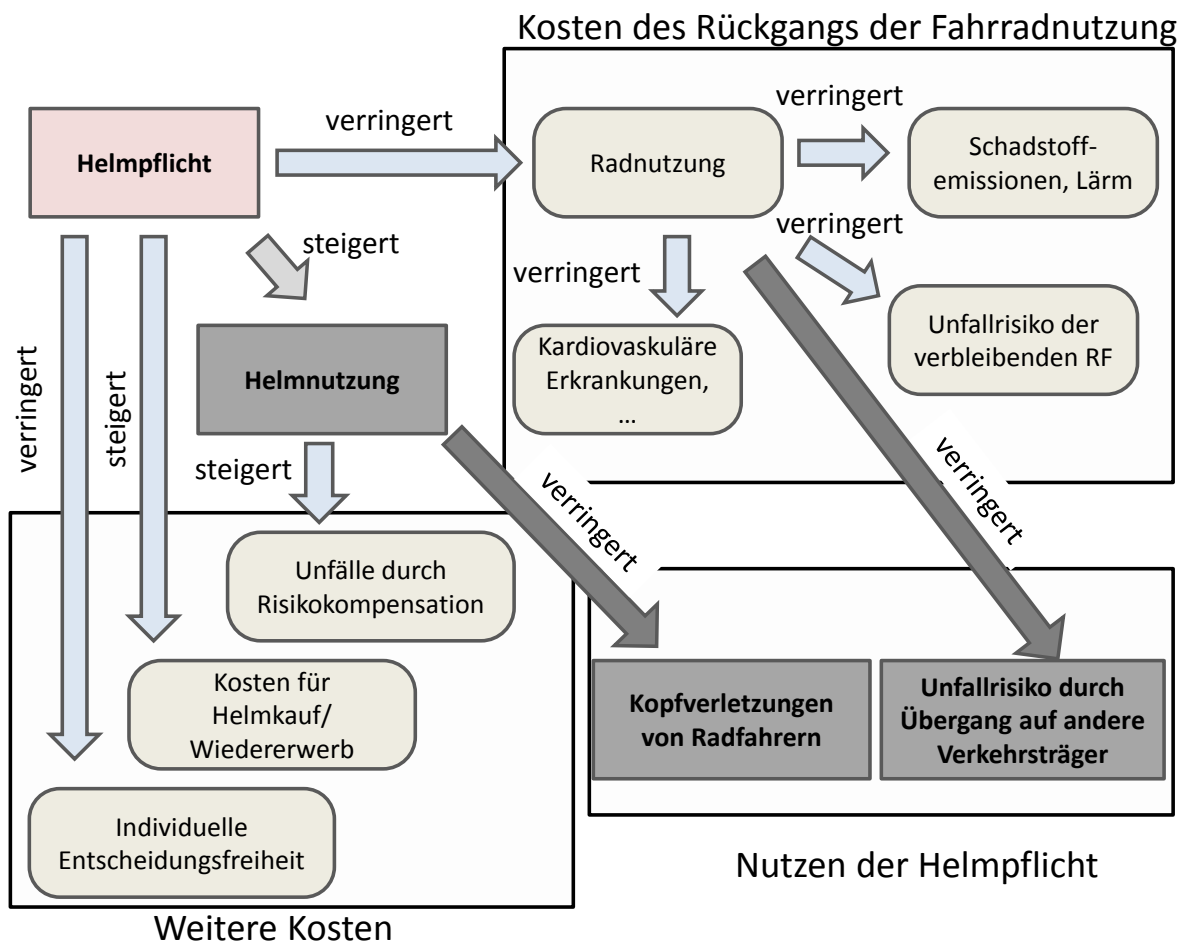 Kosten des Rückgangs der Fahrradnutzung
Helmpflicht
verringert
Radnutzung
verringert
Schadstoff-
emissionen, Lärm
steigert
verringert
verringert
Unfallrisiko der
verbleibenden RF
Kardiovaskuläre
Erkrankungen,
...
Helmnutzung
verringert
steigert
steigert
verringert
verringert
Unfälle durch
Risikokompensation
Kosten für
Helmkauf/
Wiedererwerb
Individuelle
Entscheidungsfreiheit
Weitere Kosten
Kopfverletzungen
von Radfahrern
Unfallrisiko durch
Übergang auf andere
Verkehrsträger
Nutzen der Helmpflicht